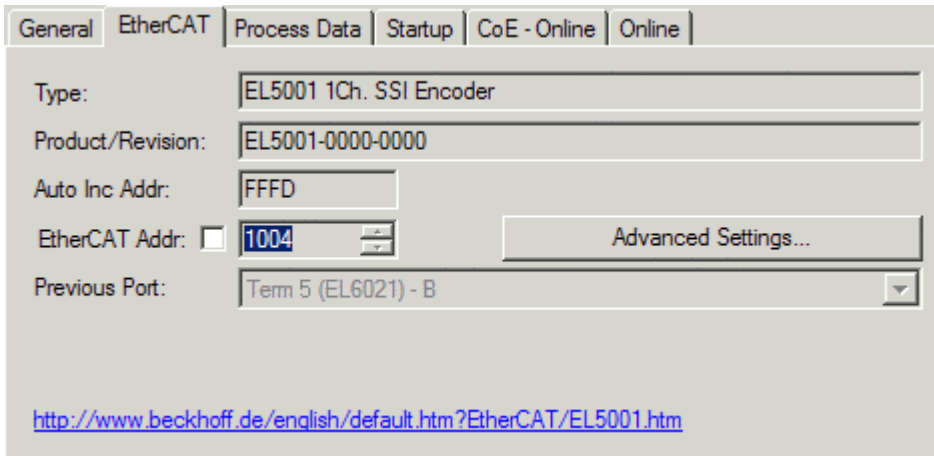 General EtherCAT Process Data Startup CoE - Online Online
Type: EL5001 1Ch. SSI Encoder
Product/Revision: EL5001-0000-0000
Auto Inc Addr: FFFD
EtherCAT Addr: 1004 Advanced Settings...
Previous Port: Term 5 (EL6021) - B
http://www.beckhoff.de/english/default.htm?EtherCAT/EL5001.htm